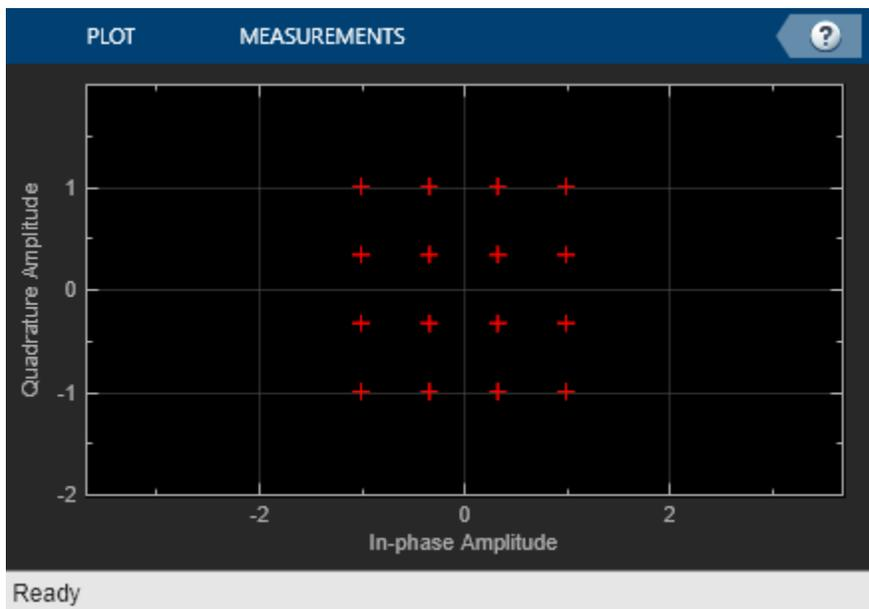 PLOT MEASUREMENTS ?
Quadrature Amplitude
1
0
-1
-2
-2 0 2
In-phase Amplitude
Ready